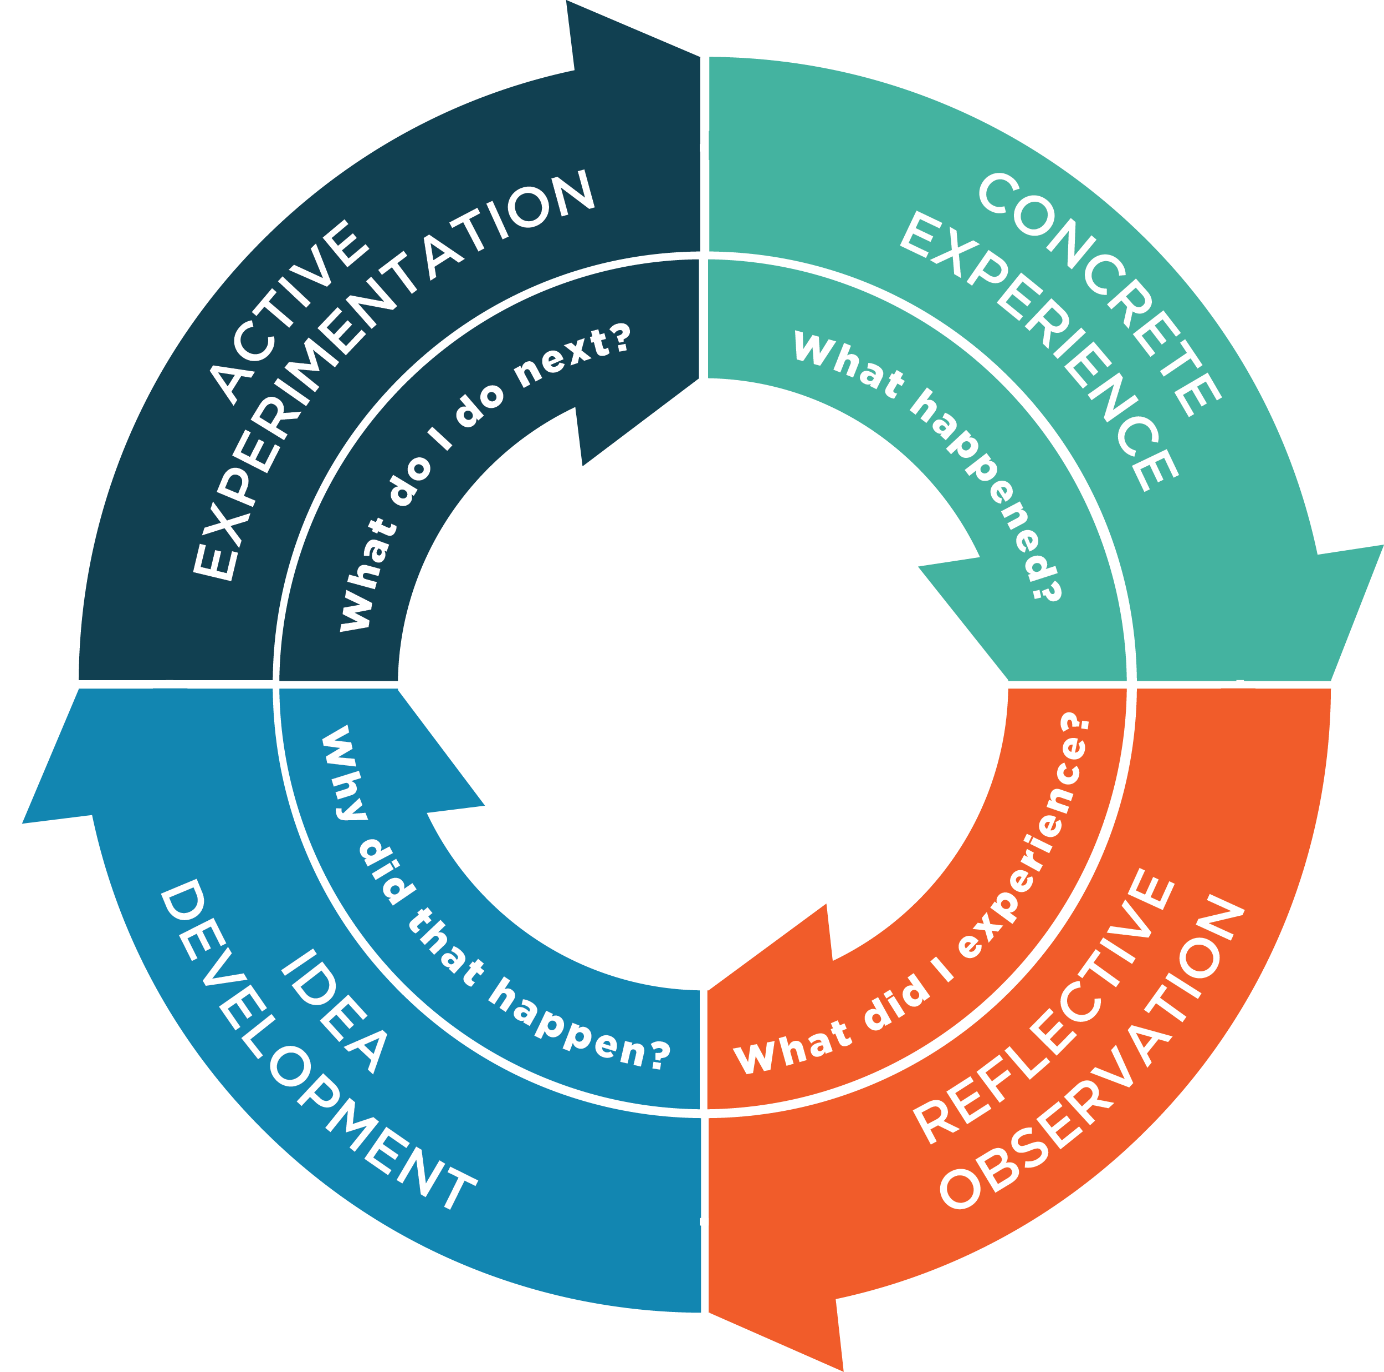 ACTIVE
EXPERIMENTATION
What do I do next?
CONCRETE
EXPERIENCE
What happened?
What did I experience?
REFLECTIVE
OBSERVATION
Why did that happen?
IDEA
DEVELOPMENT